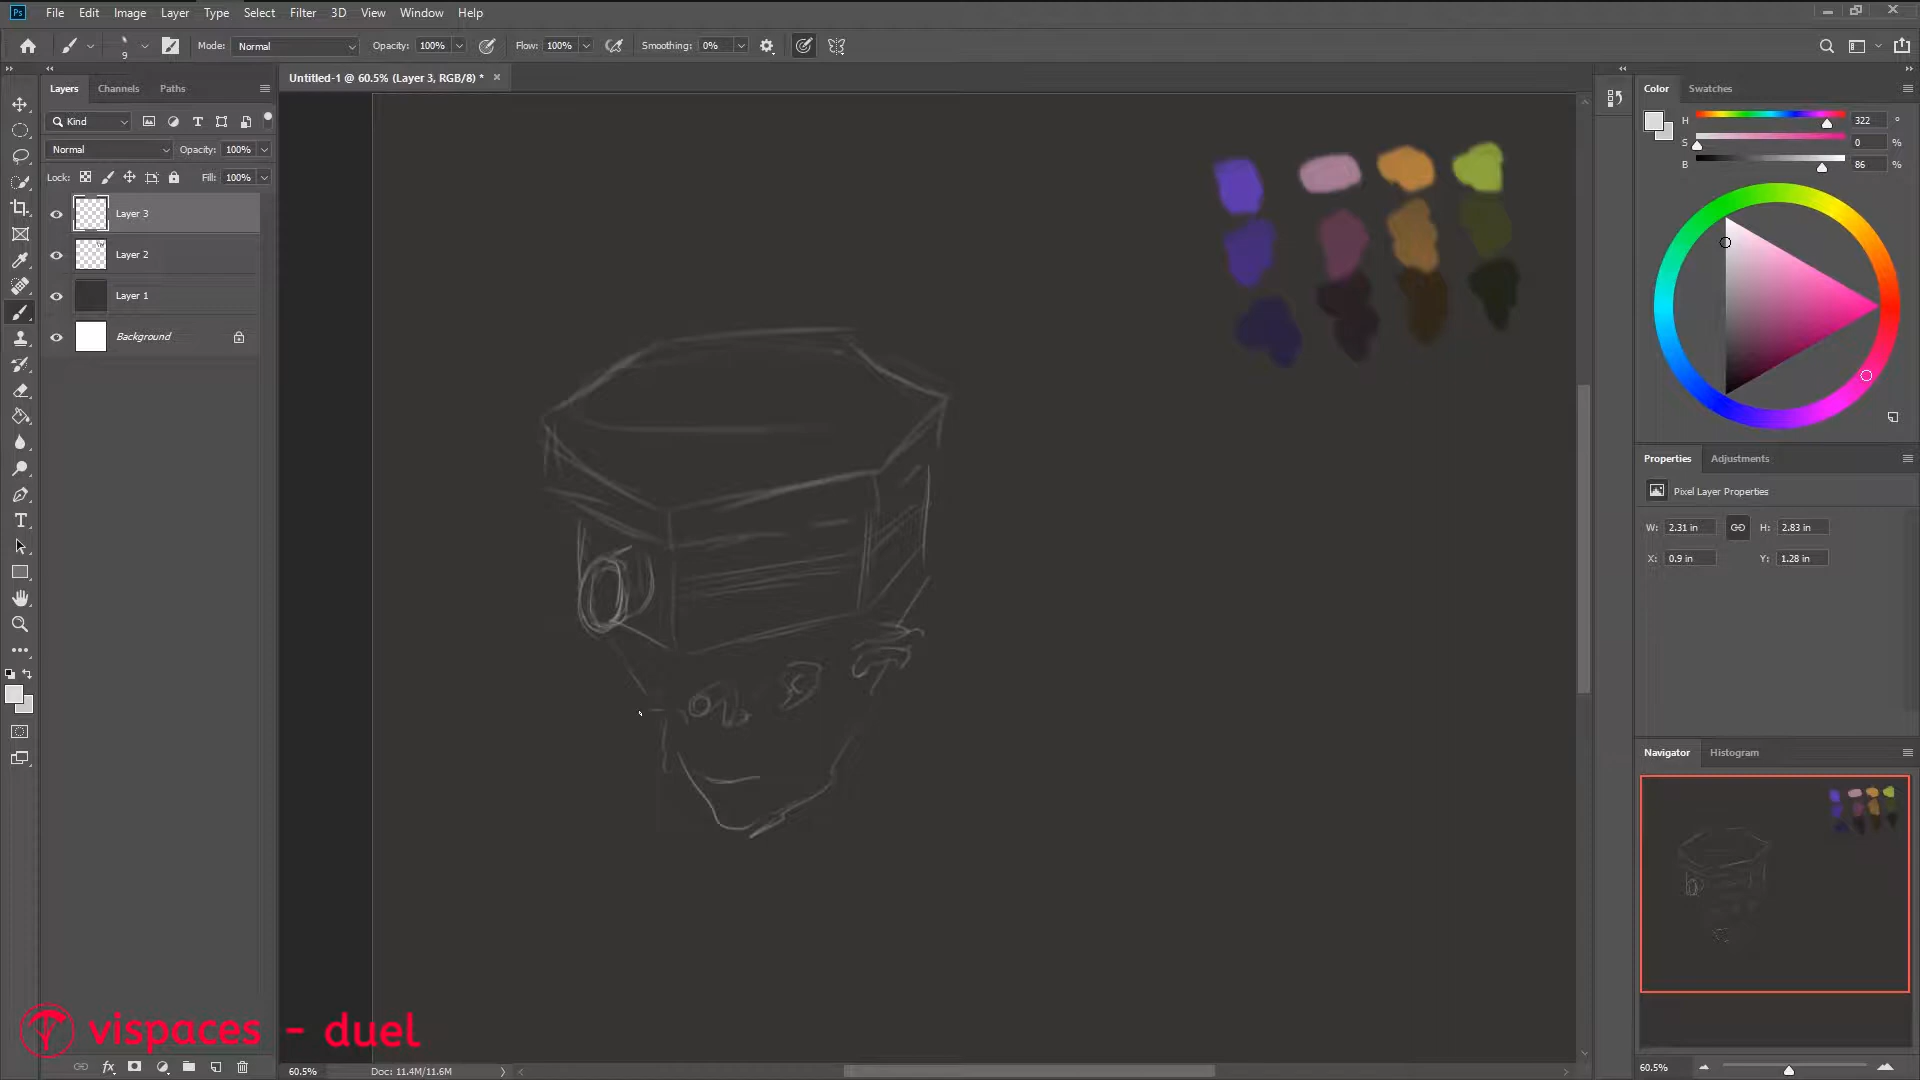 Ps File Edit Image Layer Type Select Filter 3D View Window Help
9 Mode: Normal Opacity: 100% Flow: 100% Smoothing: 0%
Layers Channels Paths
Untitled-1 @ 60.5% (Layer 3, RGB/8) *
Color Swatches
Kind
H 322 °
S 0 %
B 86 %
Normal Opacity: 100%
Lock: Fill: 100%
Layer 3
Layer 2
Layer 1
Background
Properties Adjustments
Pixel Layer Properties
W: 2.31 in H: 2.83 in
X: 0.9 in Y: 1.28 in
Navigator Histogram
vispaces - duel
fx
60.5% Doc: 11.4M/11.6M
60.5%